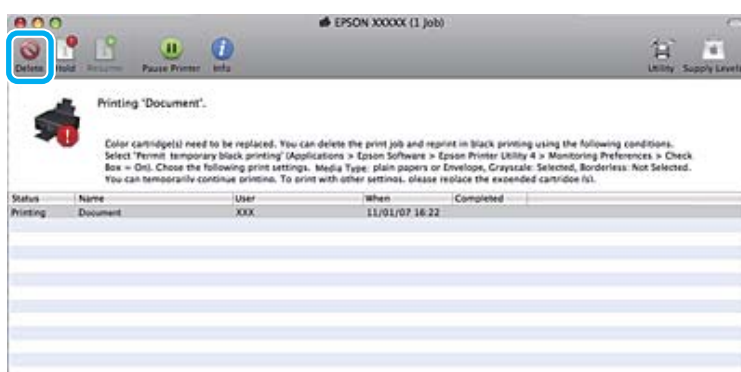 EPSON XXXXX (1 Job)
Delete Hold Resume Pause Printer Info Utility Supply Levels
Printing "Document".
Color cartridge(s) need to be replaced. You can delete the print job and reprint in black printing using the following conditions.
Select "Permit temporary black printing" (Applications > Epson Software > Epson Printer Utility 4 > Monitoring Preferences > Check
Box = On). Chose the following print settings. Media Type: plain papers or Envelope, Grayscale: Selected, Borderless: Not Selected.
You can temporarily continue printing. To print with other settings, please replace the expended cartridge (s).
Status Name User When Completed
Printing Document XXX 11/01/07 16:22